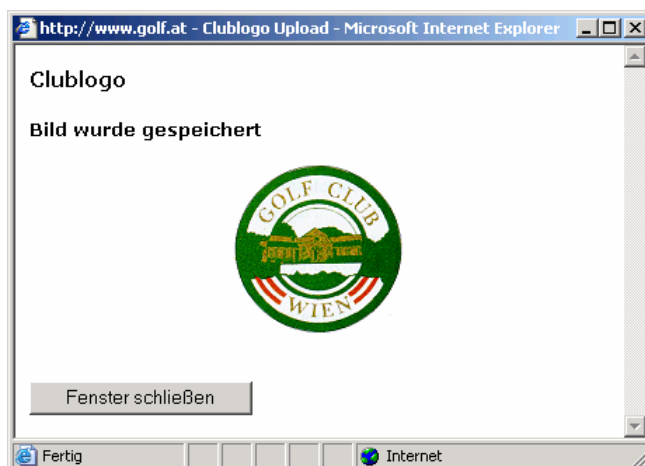 http://www.golf.at - Clublogo Upload - Microsoft Internet Explorer
Clublogo
Bild wurde gespeichert
GOLF CLUB
WIEN
Fenster schließen
Fertig
Internet